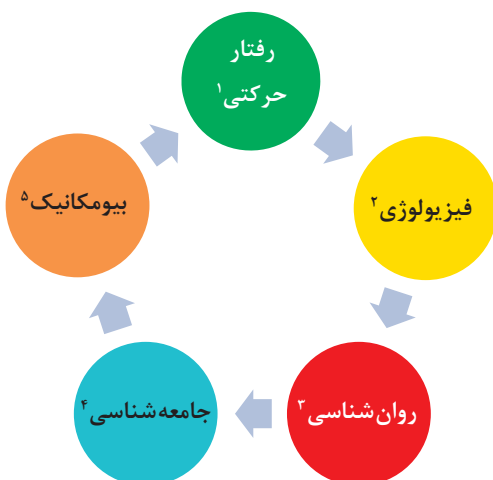 رفتار
حرکتی۱
فیزیولوژی۲
روان‌شناسی۳
جامعه‌شناسی۴
بیومکانیک۵